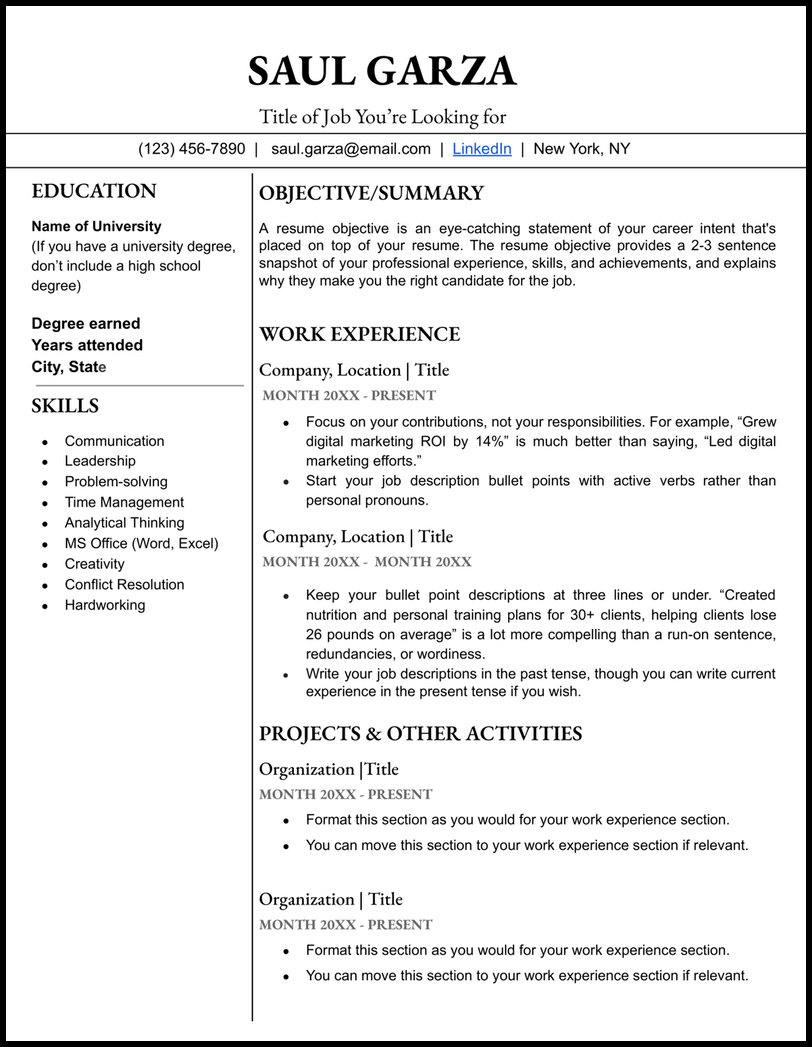 SAUL GARZA
Title of Job You’re Looking for
(123) 456-7890 | saul.garza@email.com | LinkedIn | New York, NY
EDUCATION
Name of University
(If you have a university degree,
don’t include a high school
degree)
Degree earned
Years attended
City, State
SKILLS
● Communication
● Leadership
● Problem-solving
● Time Management
● Analytical Thinking
● MS Office (Word, Excel)
● Creativity
● Conflict Resolution
● Hardworking
OBJECTIVE/SUMMARY
A resume objective is an eye-catching statement of your career intent that's
placed on top of your resume. The resume objective provides a 2-3 sentence
snapshot of your professional experience, skills, and achievements, and explains
why they make you the right candidate for the job.
WORK EXPERIENCE
Company, Location | Title
MONTH 20XX - PRESENT
● Focus on your contributions, not your responsibilities. For example, “Grew
digital marketing ROI by 14%” is much better than saying, “Led digital
marketing efforts.”
● Start your job description bullet points with active verbs rather than
personal pronouns.
Company, Location | Title
MONTH 20XX - MONTH 20XX
● Keep your bullet point descriptions at three lines or under. “Created
nutrition and personal training plans for 30+ clients, helping clients lose
26 pounds on average” is a lot more compelling than a run-on sentence,
redundancies, or wordiness.
● Write your job descriptions in the past tense, though you can write current
experience in the present tense if you wish.
PROJECTS & OTHER ACTIVITIES
Organization |Title
MONTH 20XX - PRESENT
● Format this section as you would for your work experience section.
● You can move this section to your work experience section if relevant.
Organization | Title
MONTH 20XX - PRESENT
● Format this section as you would for your work experience section.
● You can move this section to your work experience section if relevant.